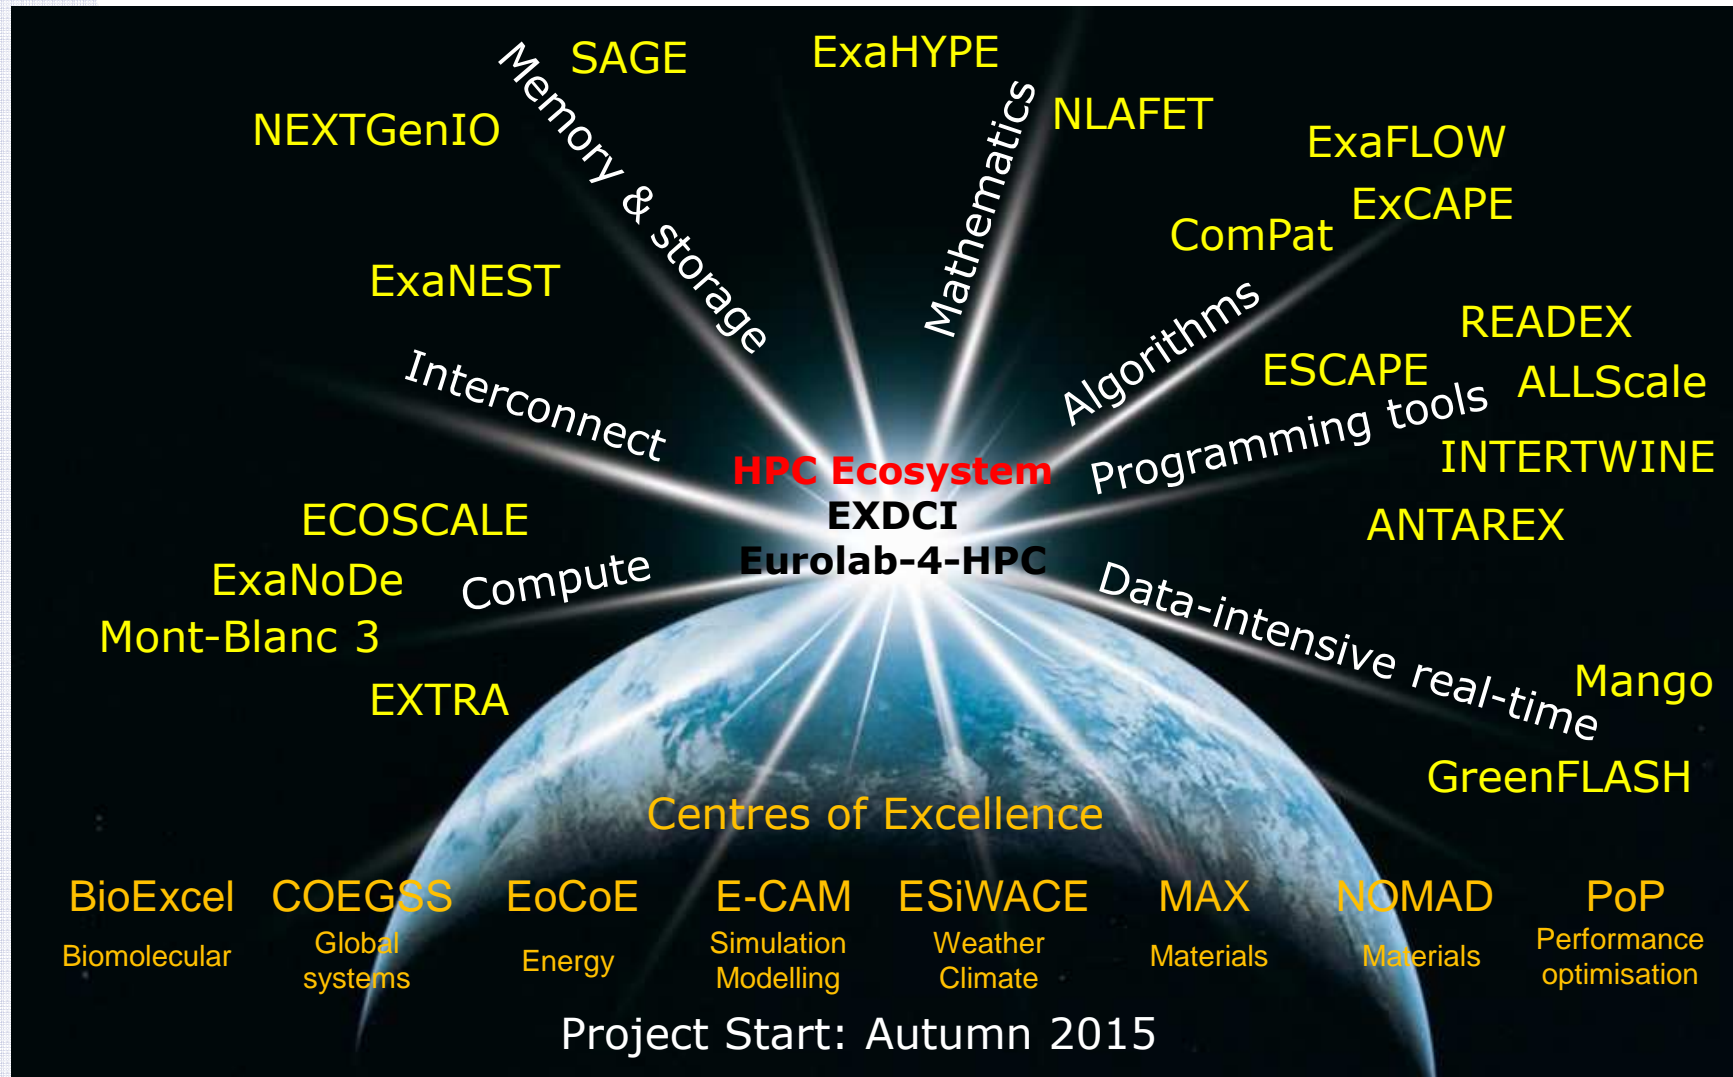 SAGE
ExaHYPE
NEXTGenIO
Memory & storage
Mathematics
NLAFET
ExaFLOW
ExCAPE
ComPat
ExaNEST
Interconnect
Algorithms
READEX
ESCAPE
ALLScale
Programming tools
INTERTWINE
HPC Ecosystem
EXDCI
Eurolab-4-HPC
ANTAREX
ECOSCALE
ExaNoDe
Compute
Mont-Blanc 3
EXTRA
Data-intensive real-time
Mango
GreenFLASH
Centres of Excellence
BioExcel
Biomolecular
COEGSS
Global
systems
EoCoE
Energy
E-CAM
Simulation
Modelling
ESiWACE
Weather
Climate
MAX
Materials
NOMAD
Materials
PoP
Performance
optimisation
Project Start: Autumn 2015